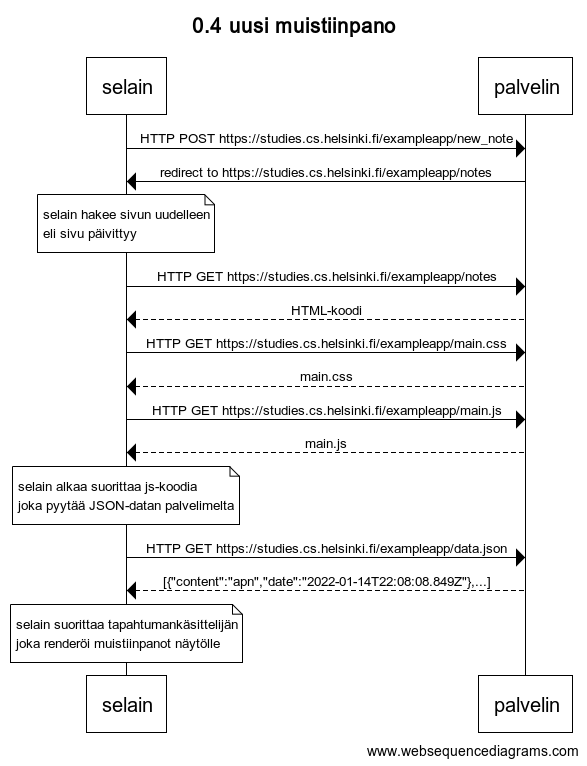 0.4 uusi muistiinpano
selain
palvelin
HTTP POST https://studies.cs.helsinki.fi/exampleapp/new_note
redirect to https://studies.cs.helsinki.fi/exampleapp/notes
selain hakee sivun uudelleen
eli sivu päivittyy
HTTP GET https://studies.cs.helsinki.fi/exampleapp/notes
HTML-koodi
HTTP GET https://studies.cs.helsinki.fi/exampleapp/main.css
main.css
HTTP GET https://studies.cs.helsinki.fi/exampleapp/main.js
main.js
selain alkaa suorittaa js-koodia
joka pyytää JSON-datan palvelimelta
HTTP GET https://studies.cs.helsinki.fi/exampleapp/data.json
[{"content":"apn","date":"2022-01-14T22:08:08.849Z"},...]
selain suorittaa tapahtumankäsittelijän
joka renderöi muistiinpanot näytölle
selain
palvelin
www.websequencediagrams.com